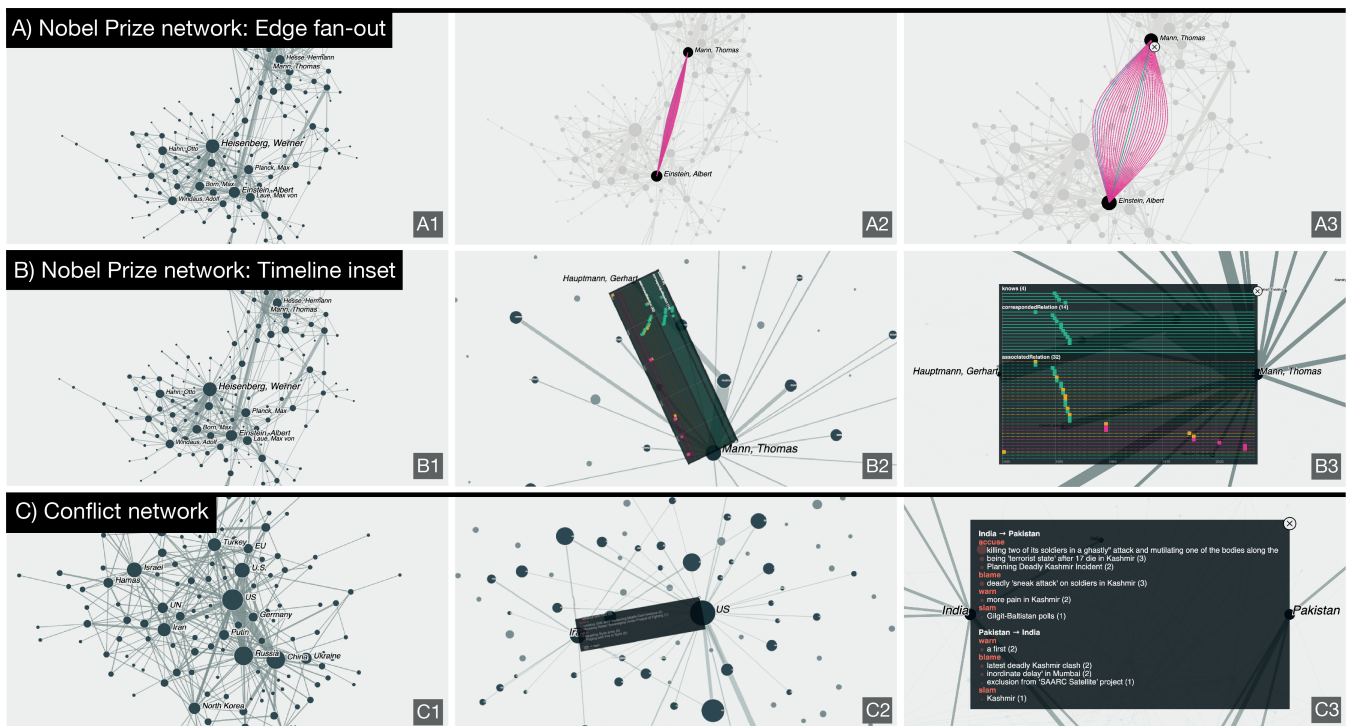 A) Nobel Prize network: Edge fan-out
Hesse, Hermann
Mann, Thomas
Hahn, Otto
Heisenberg, Werner
Planck, Max
Born, Max
Einstein, Albert
Windaus, Adolf
Laue, Max von
A1
Mann, Thomas
Einstein, Albert
A2
Mann, Thomas
Einstein, Albert
A3
B) Nobel Prize network: Timeline inset
Hesse, Hermann
Mann, Thomas
Hahn, Otto
Heisenberg, Werner
Planck, Max
Born, Max
Einstein, Albert
Windaus, Adolf
Laue, Max von
B1
Hauptmann, Gerhart
Mann, Thomas
B2
knows (4)
correspondedRelation (14)
associatedRelation (32)
Hauptmann, Gerhart
Mann, Thomas
B3
C) Conflict network
Turkey
EU
Israel
U.S.
Hamas
US
UN
Germany
Iran
Putin
Russia
China
Ukraine
North Korea
C1
US
C2
India → Pakistan
accuse
killing two of its soldiers in a ghastly" attack and mutilating one of the bodies along the
being 'terrorist state' after 17 die in Kashmir (3)
Planning Deadly Kashmir Incident (2)
blame
deadly 'sneak attack' on soldiers in Kashmir (3)
warn
more pain in Kashmir (2)
slam
Gilgit-Baltistan polls (1)
Pakistan → India
warn
a first (2)
blame
latest deadly Kashmir clash (2)
inordinate delay' in Mumbai (2)
exclusion from 'SAARC Satellite' project (1)
slam
Kashmir (1)
India
Pakistan
C3